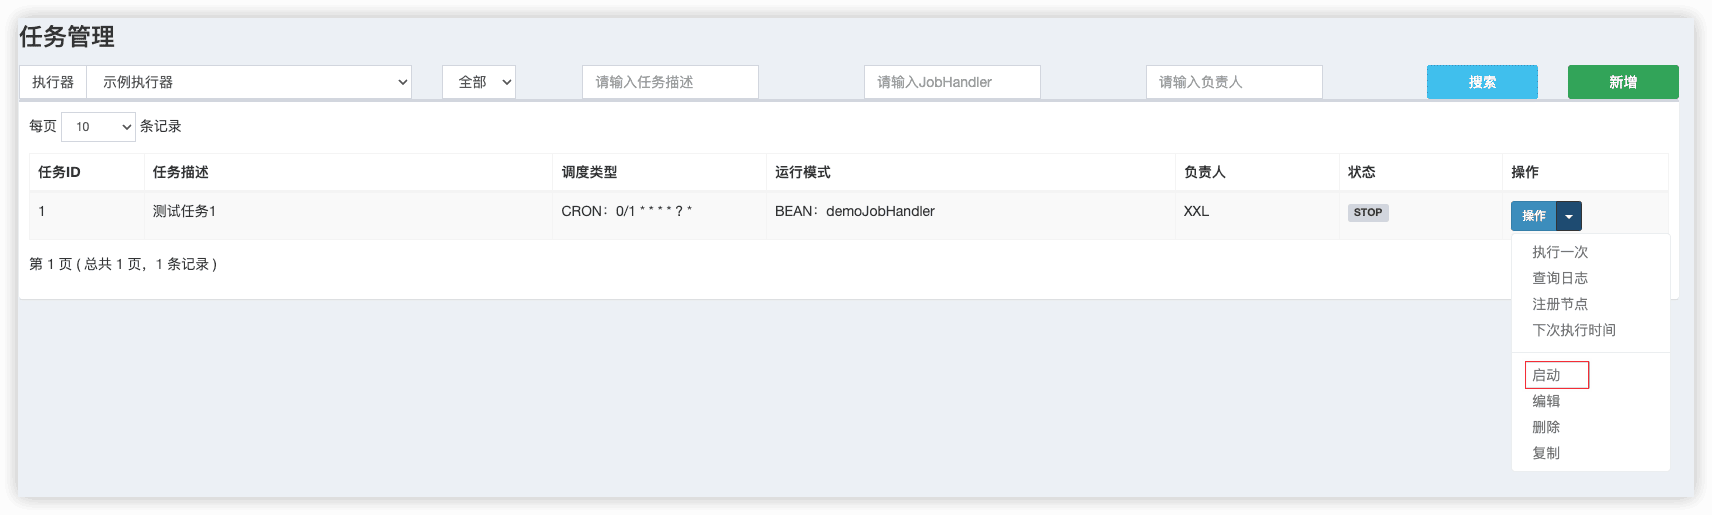 任务管理
执行器 示例执行器 全部 请输入任务描述 请输入JobHandler 请输入负责人 搜索 新增
每页 10 条记录
任务ID 任务描述 调度类型 运行模式 负责人 状态 操作
1 测试任务1 CRON：0/1 * * * * ? * BEAN：demoJobHandler XXL STOP 操作
第 1 页 ( 总共 1 页，1 条记录 )
执行一次
查询日志
注册节点
下次执行时间
启动
编辑
删除
复制